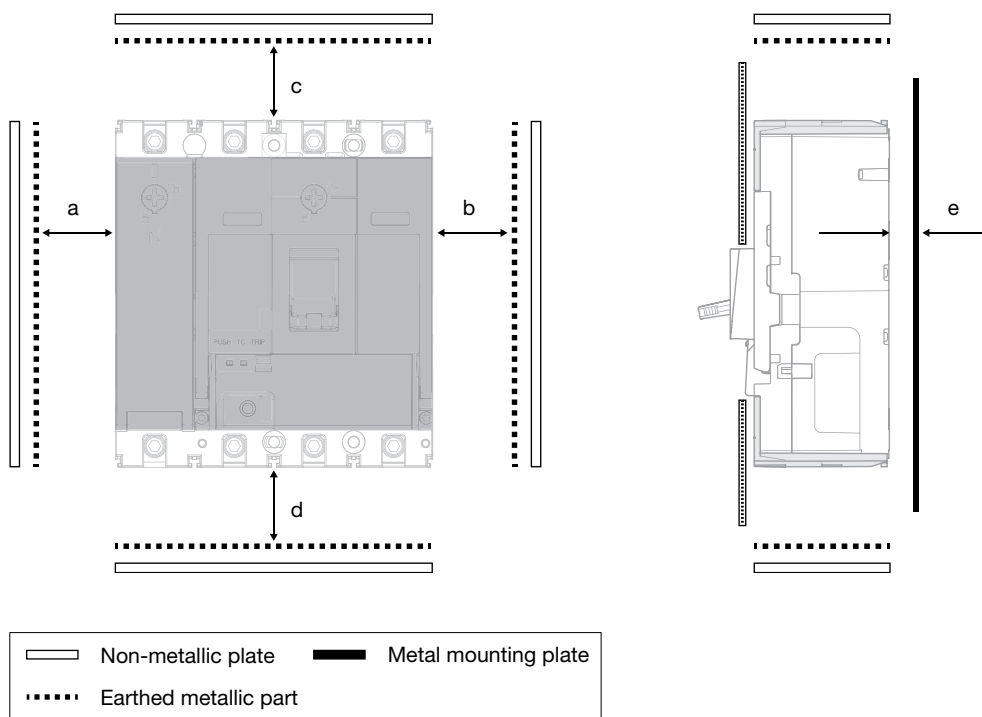 c
a
b
e
PUSH TO TRIP
N
d
Non-metallic plate
Metal mounting plate
Earthed metallic part